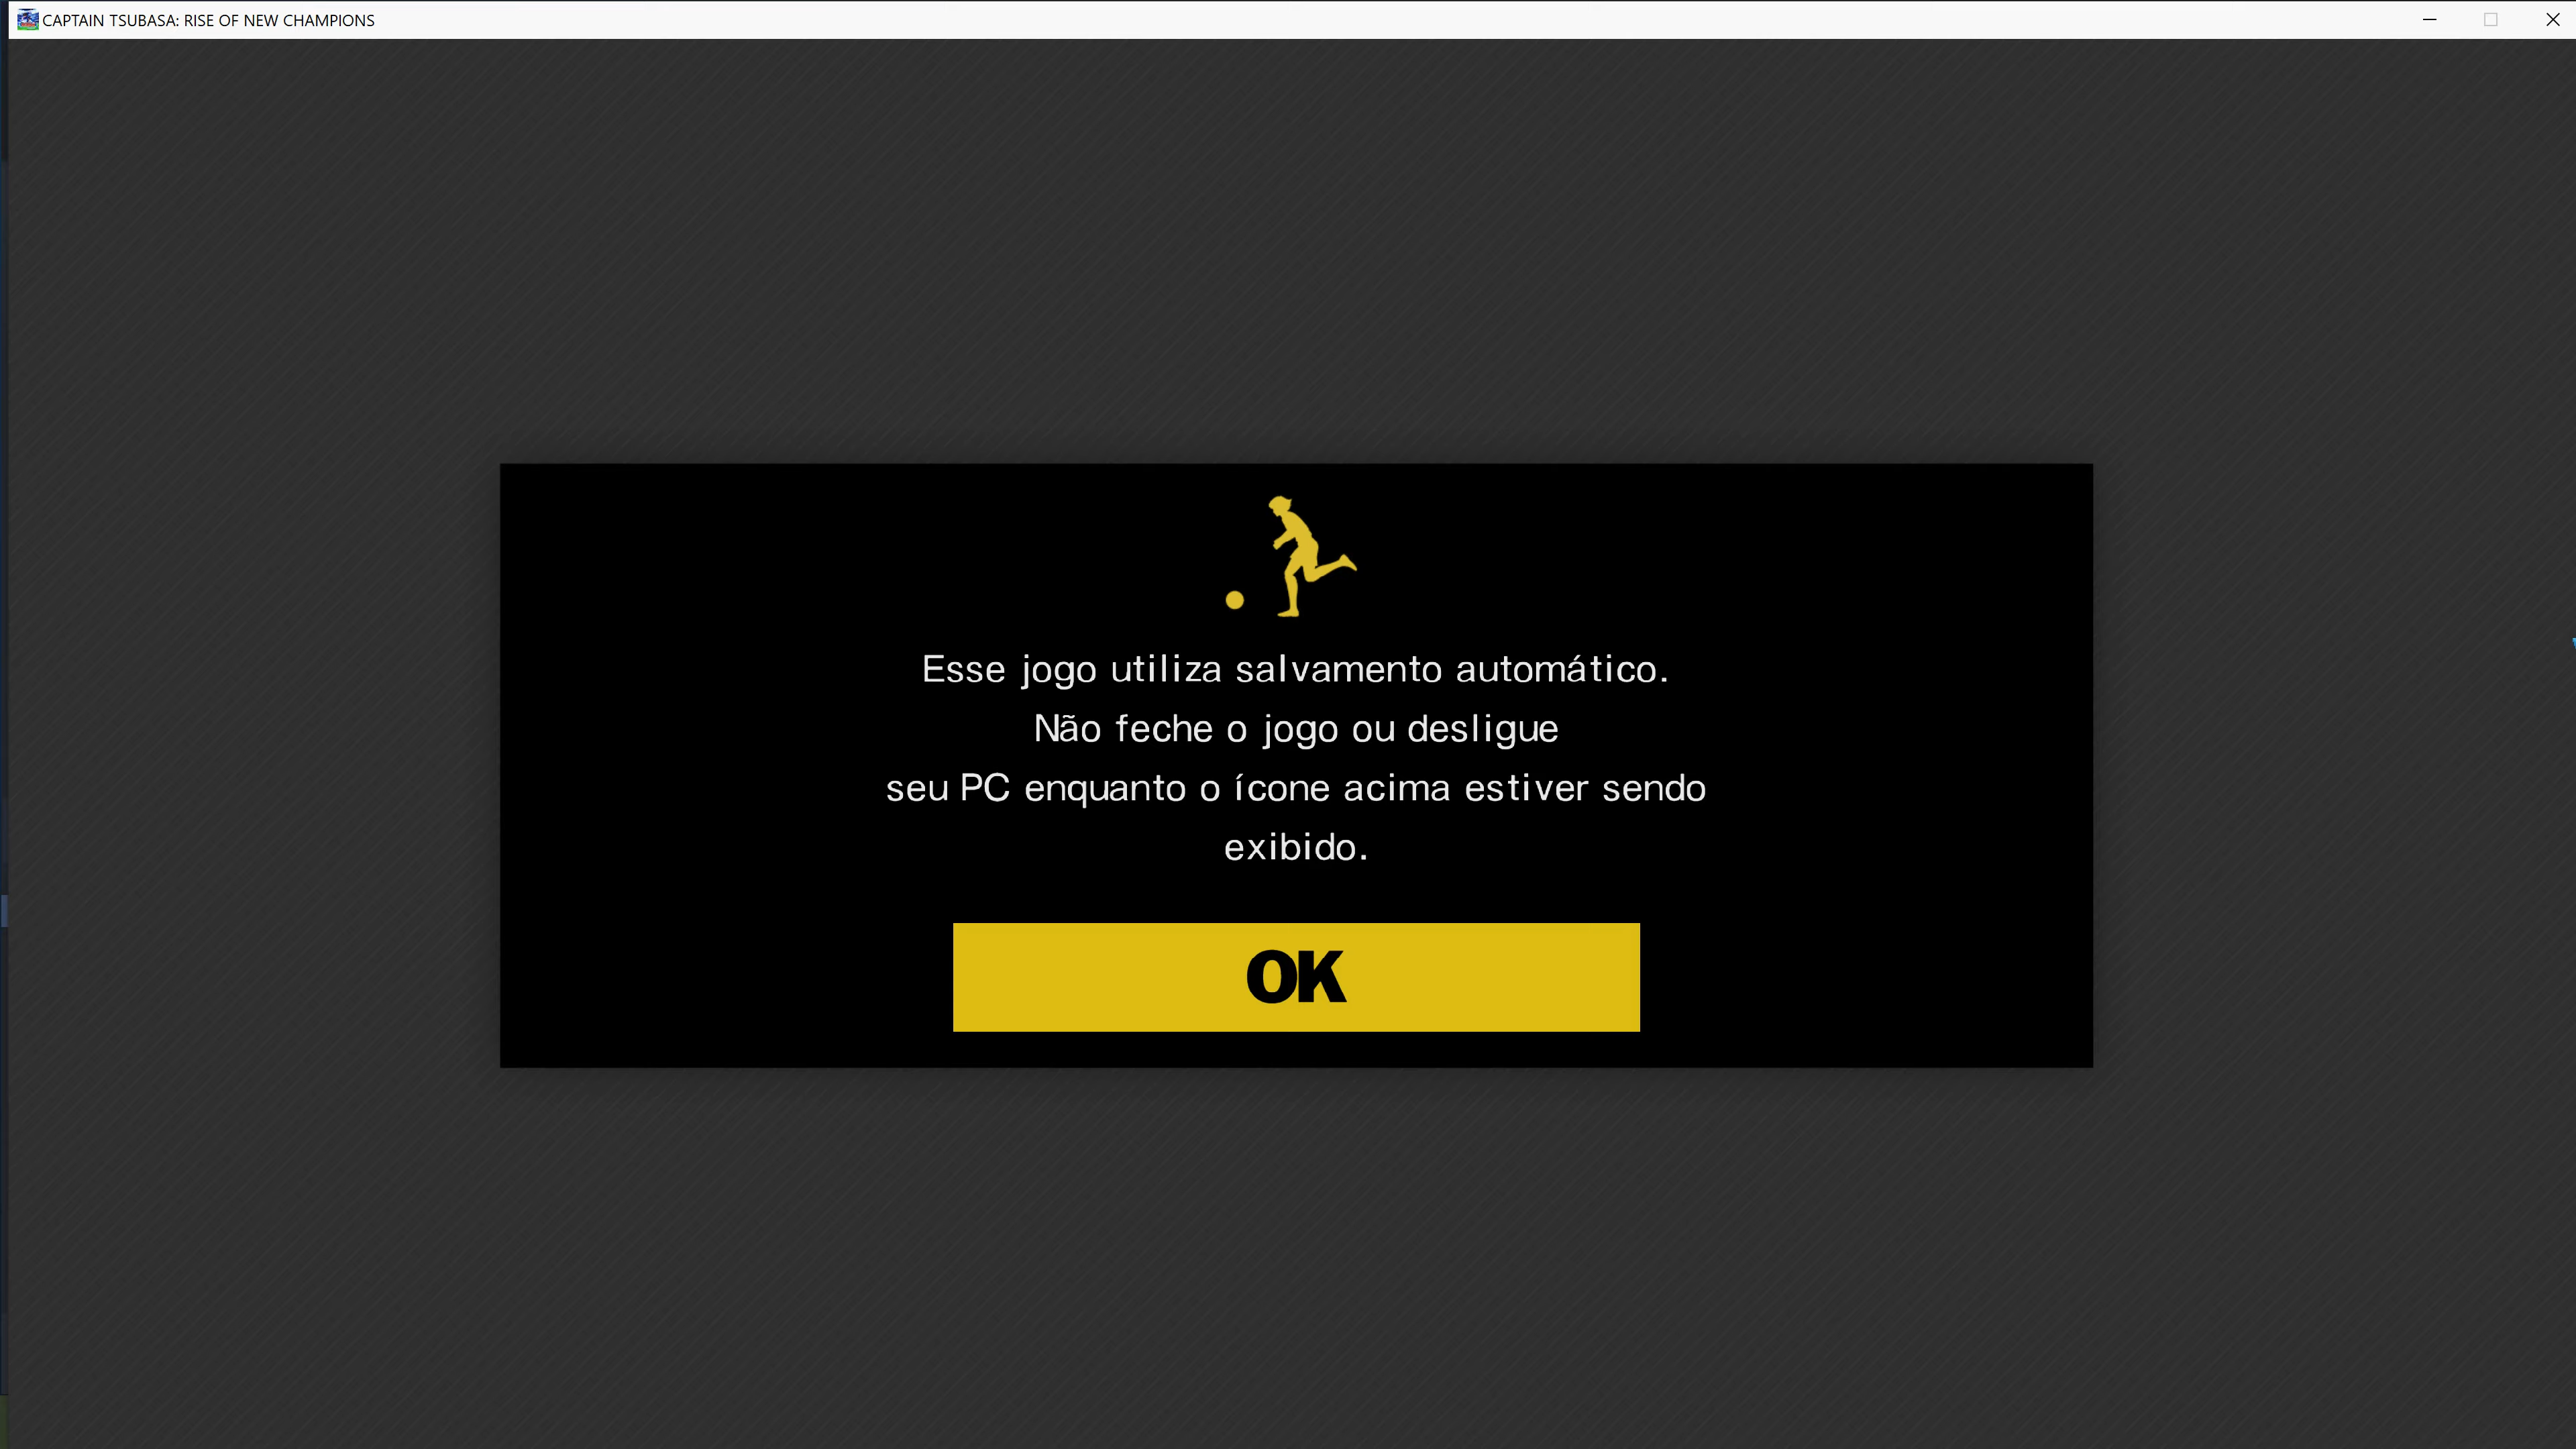 CAPTAIN TSUBASA: RISE OF NEW CHAMPIONS
Esse jogo utiliza salvamento automático.
Não feche o jogo ou desligue
seu PC enquanto o ícone acima estiver sendo
exibido.
OK